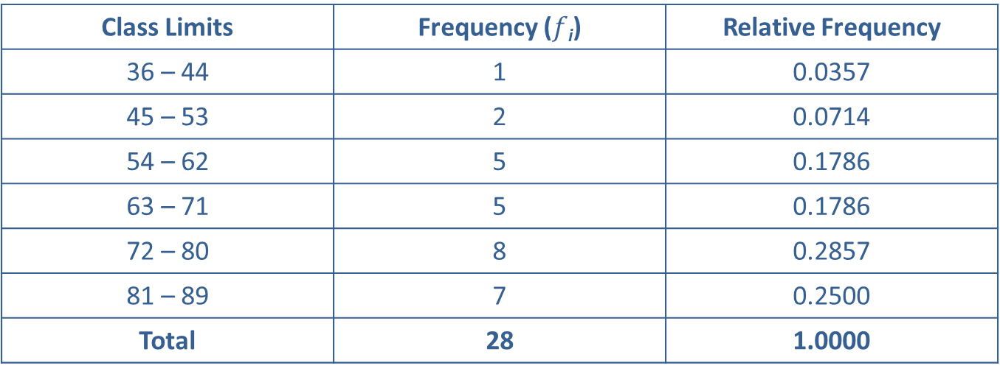 Class Limits Frequency (f i) Relative Frequency
36 – 44 1 0.0357
45 – 53 2 0.0714
54 – 62 5 0.1786
63 – 71 5 0.1786
72 – 80 8 0.2857
81 – 89 7 0.2500
Total 28 1.0000